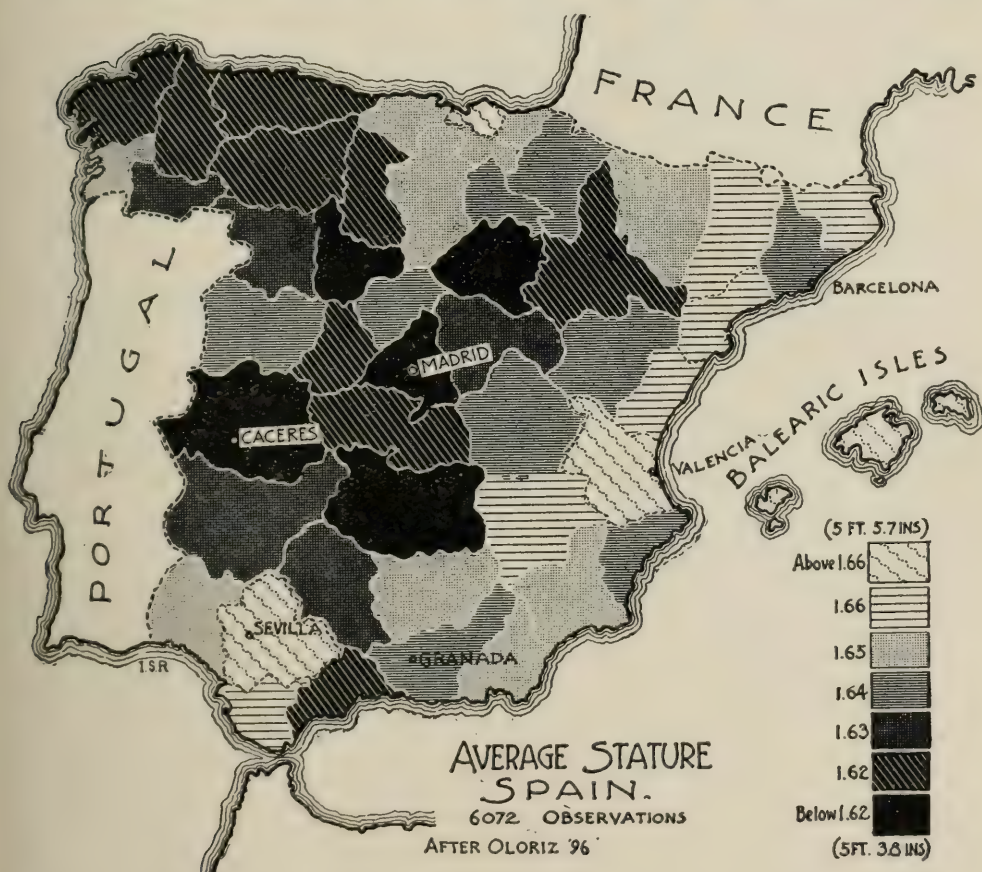 FRANCE
PORTUGAL
BARCELONA
MADRID
BALEARIC ISLES
CACERES
VALENCIA
SEVILLA
GRANADA
I.S.R
(5 FT. 5.7 INS)
Above 1.66
1.66
1.65
1.64
1.63
1.62
Below 1.62
(5 FT. 3.8 INS)
AVERAGE STATURE
SPAIN.
6072 OBSERVATIONS
AFTER OLORIZ '96